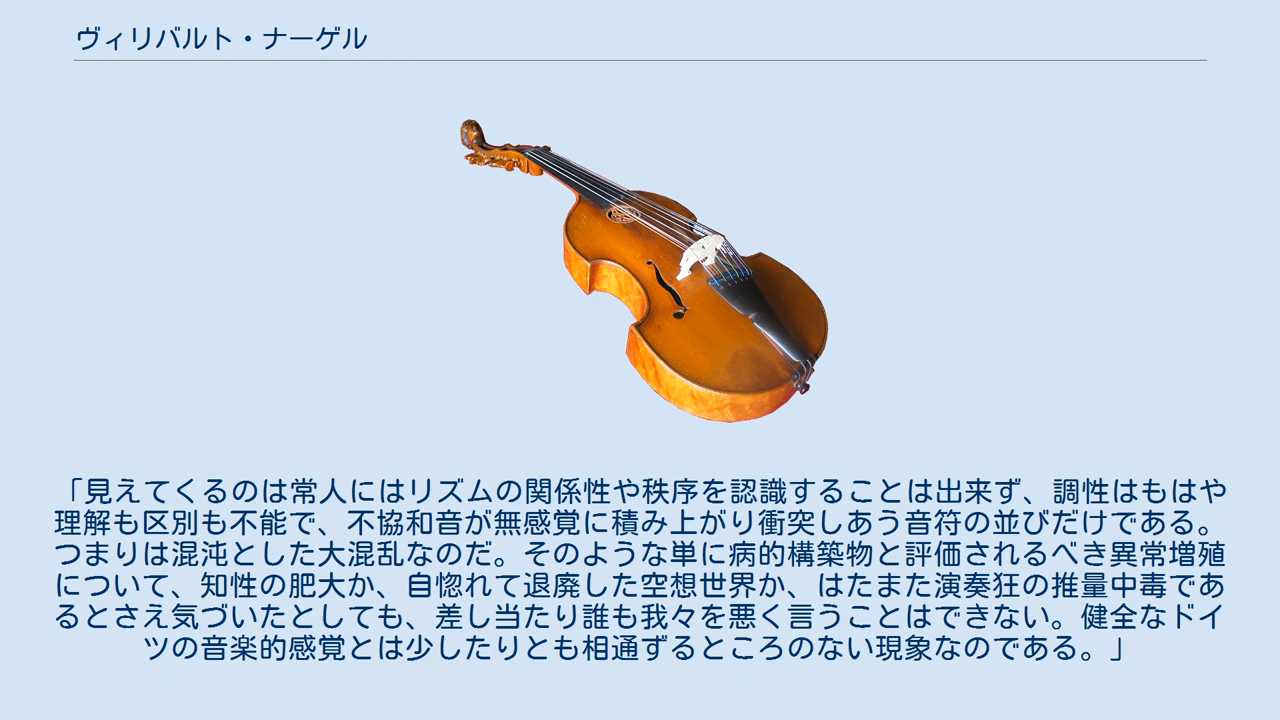 ヴィリバルト・ナーゲル
「見えてくるのは常人にはリズムの関係性や秩序を認識することは出来ず、調性はもはや
理解も区別も不能で、不協和音が無感覚に積み上がり衝突しあう音符の並びだけである。
つまりは混沌とした大混乱なのだ。そのような単に病的構築物と評価されるべき異常増殖
について、知性の肥大か、自惚れて退廃した空想世界か、はたまた演奏狂の推量中毒であ
るとさえ気づいたとしても、差し当たり誰も我々を悪く言うことはできない。健全なドイ
ツの音楽的感覚とは少したりとも相通ずるところのない現象なのである。」